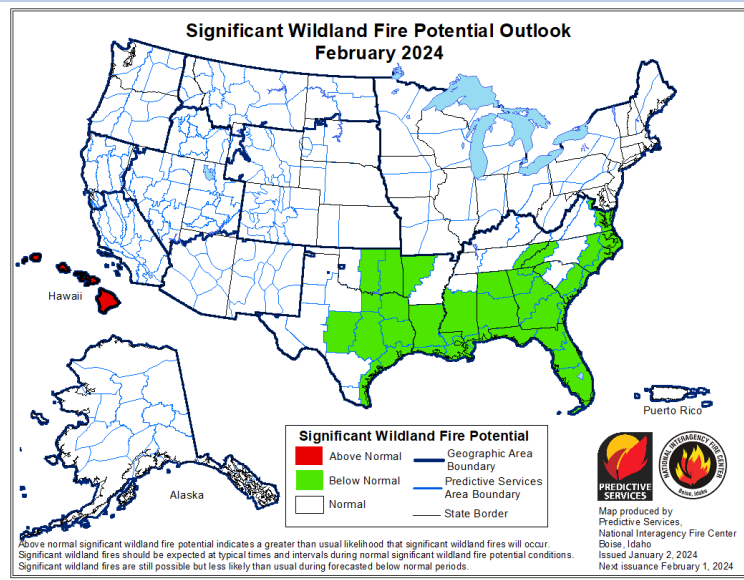 Significant Wildland Fire Potential Outlook
February 2024
Hawaii
Alaska
Puerto Rico
Significant Wildland Fire Potential
Above Normal
Below Normal
Normal
Geographic Area
Boundary
Predictive Services
Area Boundary
State Border
PREDICTIVE
SERVICES
NATIONAL INTERAGENCY FIRE CENTER
Boise, Idaho
Map produced by
Predictive Services,
National Interagency Fire Center
Boise, Idaho
Issued January 2, 2024
Next issuance February 1, 2024
Above normal significant wildland fire potential indicates a greater than usual likelihood that significant wildland fires will occur.
Significant wildland fires should be expected at typical times and intervals during normal significant wildland fire potential conditions.
Significant wildland fires are still possible but less likely than usual during forecasted below normal periods.